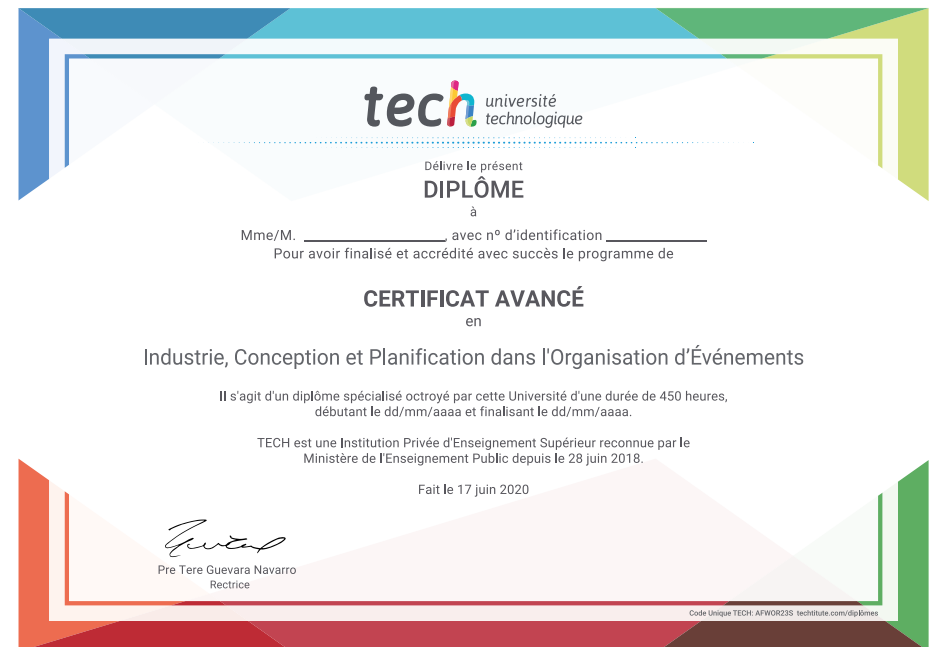 tech université
technologique
Délivre le présent
DIPLÔME
à
Mme/M. ____________, avec nº d'identification ____________
Pour avoir finalisé et accrédité avec succès le programme de
CERTIFICAT AVANCÉ
en
Industrie, Conception et Planification dans l'Organisation d'Événements
Il s'agit d'un diplôme spécialisé octroyé par cette Université d'une durée de 450 heures,
débutant le dd/mm/aaaa et finalisant le dd/mm/aaaa.
TECH est une Institution Privée d'Enseignement Supérieur reconnue par le
Ministère de l'Enseignement Public depuis le 28 juin 2018.
Fait le 17 juin 2020
Pre Tere Guevara Navarro
Rectrice
Code Unique TECH: AFWOR23S techtitute.com/diplômes